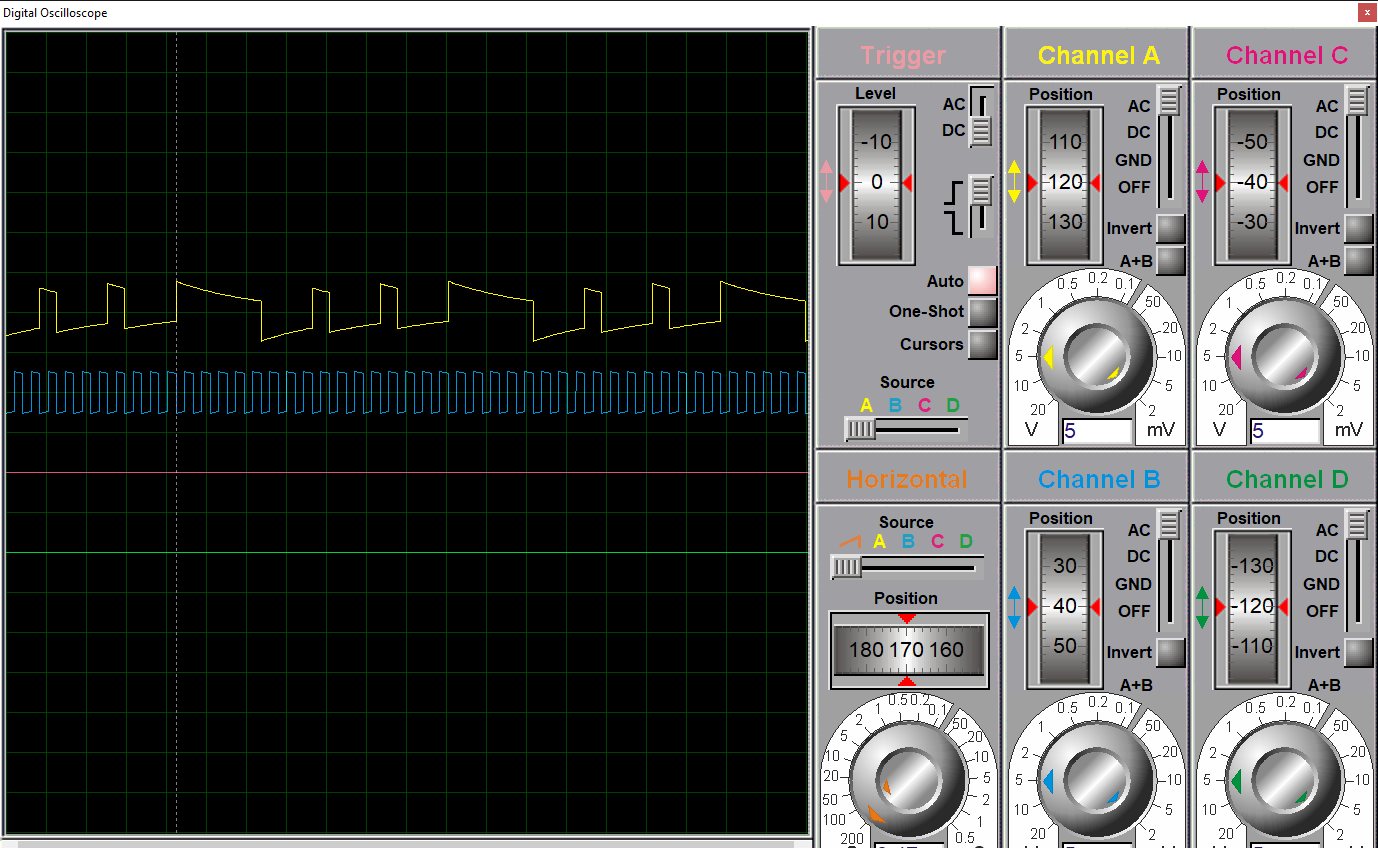 Digital Oscilloscope
x
Trigger
Level
AC
DC
-10
0
10
Auto
One-Shot
Cursors
Source
A B C D
Channel A
Position
AC
DC
GND
OFF
110
120
130
Invert
A+B
20 10 5 2 1 0.5 0.2 0.1 50 20 10 5 2
V 5 mV
Channel C
Position
AC
DC
GND
OFF
-50
-40
-30
Invert
A+B
20 10 5 2 1 0.5 0.2 0.1 50 20 10 5 2
V 5 mV
Horizontal
Source
A B C D
Position
180 170 160
200 100 50 20 10 5 2 1 0.5 0.2 0.1 50 20 10 5 2 1 0.5
Channel B
Position
AC
DC
GND
OFF
30
40
50
Invert
A+B
20 10 5 2 1 0.5 0.2 0.1 50 20 10 5 2
Channel D
Position
AC
DC
GND
OFF
-130
-120
-110
Invert
A+B
20 10 5 2 1 0.5 0.2 0.1 50 20 10 5 2